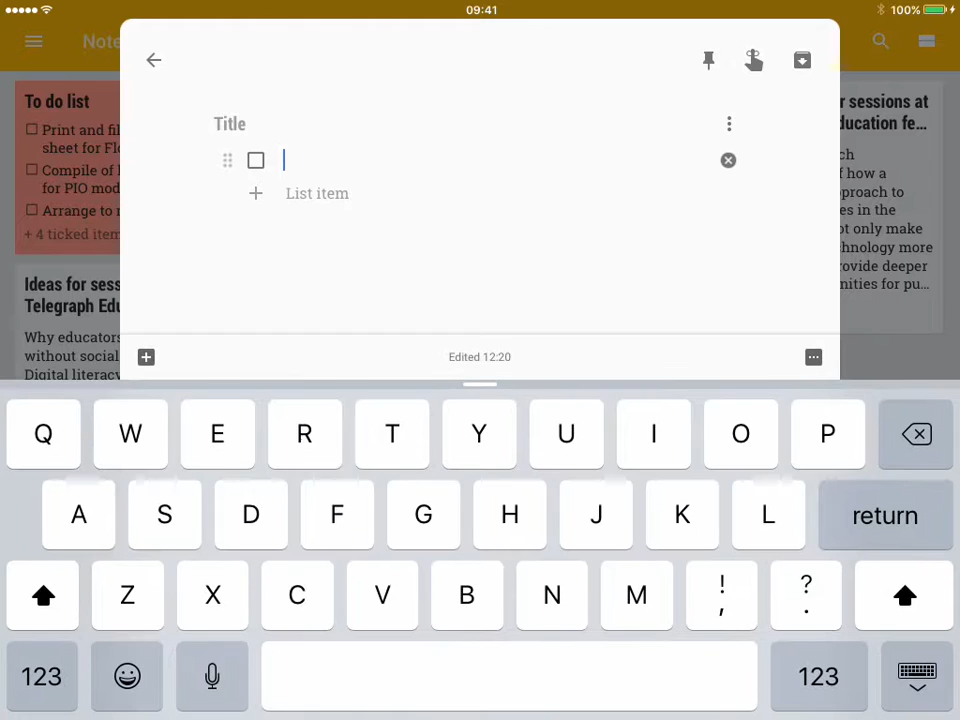 09:41
100%
Note
To do list
Print and fil
sheet for Flo
Compile of l
for PIO mod
Arrange to r
+ 4 ticked item
Ideas for sess
Telegraph Edu
Why educators
without social
Digital literacy
Title
List item
Edited 12:20
r sessions at
ducation fe...
ch
of how a
proach to
es in the
ot only make
hnology more
rovide deeper
nities for pu...
Q W E R T Y U I O P
A S D F G H J K L return
Z X C V B N M ! , ? .
123 123